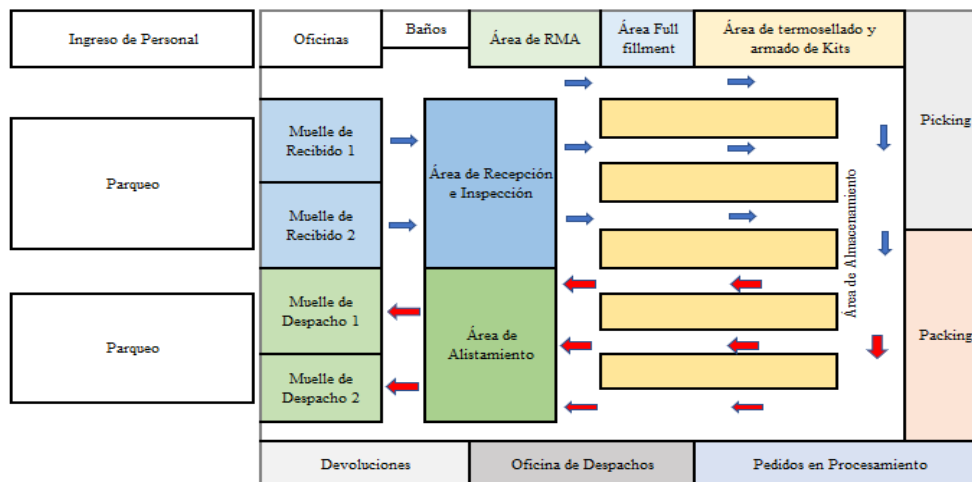 Ingreso de Personal
Oficinas
Baños
Área de RMA
Área Full
fillment
Área de termosellado y
armado de Kits
Picking
Parqueo
Muelle de
Recibido 1
Muelle de
Recibido 2
Área de Recepción
e Inspección
Área de Almacenamiento
Parqueo
Muelle de
Despacho 1
Muelle de
Despacho 2
Área de
Alistamiento
Packing
Devoluciones
Oficina de Despachos
Pedidos en Procesamiento